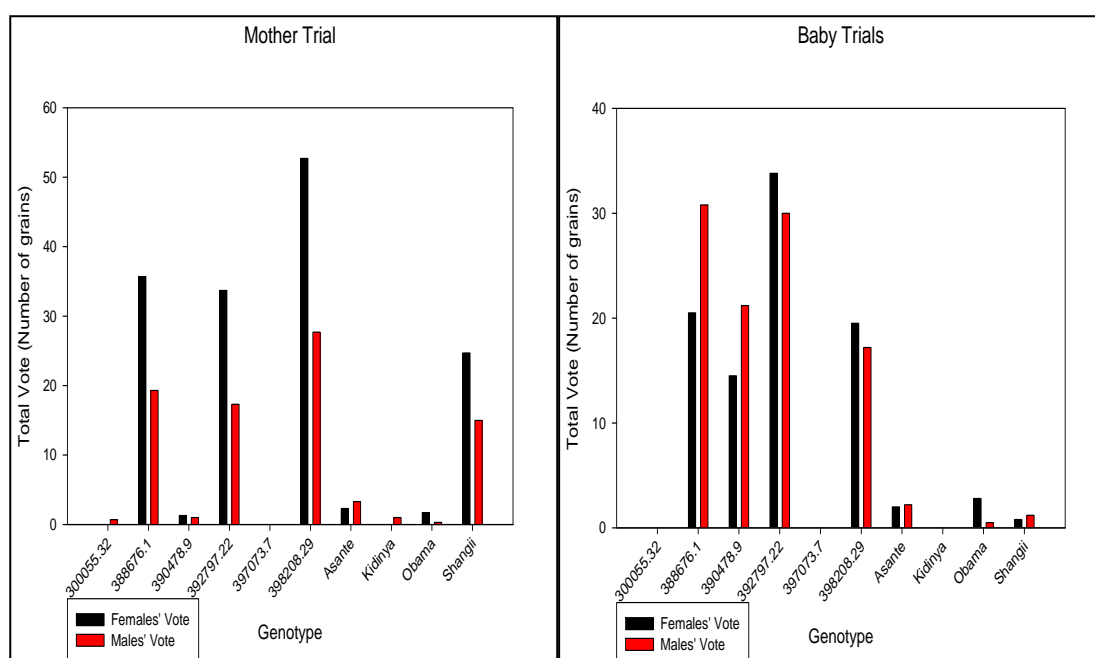 Mother Trial
Total Vote (Number of grains)
60
50
40
30
20
10
0
300055.32
388676.1
390478.9
392797.22
397073.7
398208.29
Asante
Kidinya
Obama
Shangii
Genotype
Females' Vote
Males' Vote
Baby Trials
Total Vote (Number of grains)
40
30
20
10
0
300055.32
388676.1
390478.9
392797.22
397073.7
398208.29
Asante
Kidinya
Obama
Shangii
Genotype
Females' Vote
Males' Vote